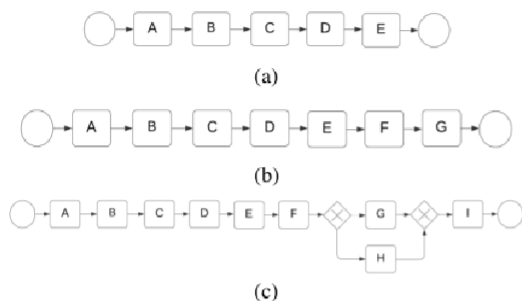 A B C D E
(a)
A B C D E F G
(b)
A B C D E F G I
H
(c)